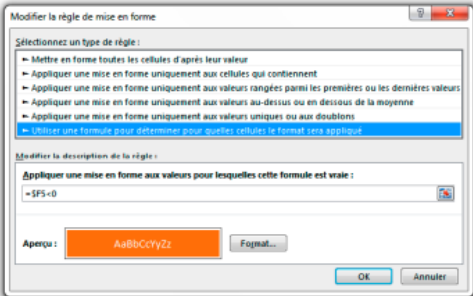 Modifier la règle de mise en forme
Sélectionnez un type de règle :
► Mettre en forme toutes les cellules d'après leur valeur
► Appliquer une mise en forme uniquement aux cellules qui contiennent
► Appliquer une mise en forme uniquement aux valeurs rangées parmi les premières ou les dernières valeurs
► Appliquer une mise en forme uniquement aux valeurs au-dessus ou en dessous de la moyenne
► Appliquer une mise en forme uniquement aux valeurs uniques ou aux doublons
► Utiliser une formule pour déterminer pour quelles cellules le format sera appliqué
Modifier la description de la règle :
Appliquer une mise en forme aux valeurs pour lesquelles cette formule est vraie :
=$F5<0
Aperçu :
AaBbCcYyZz
Format...
OK
Annuler